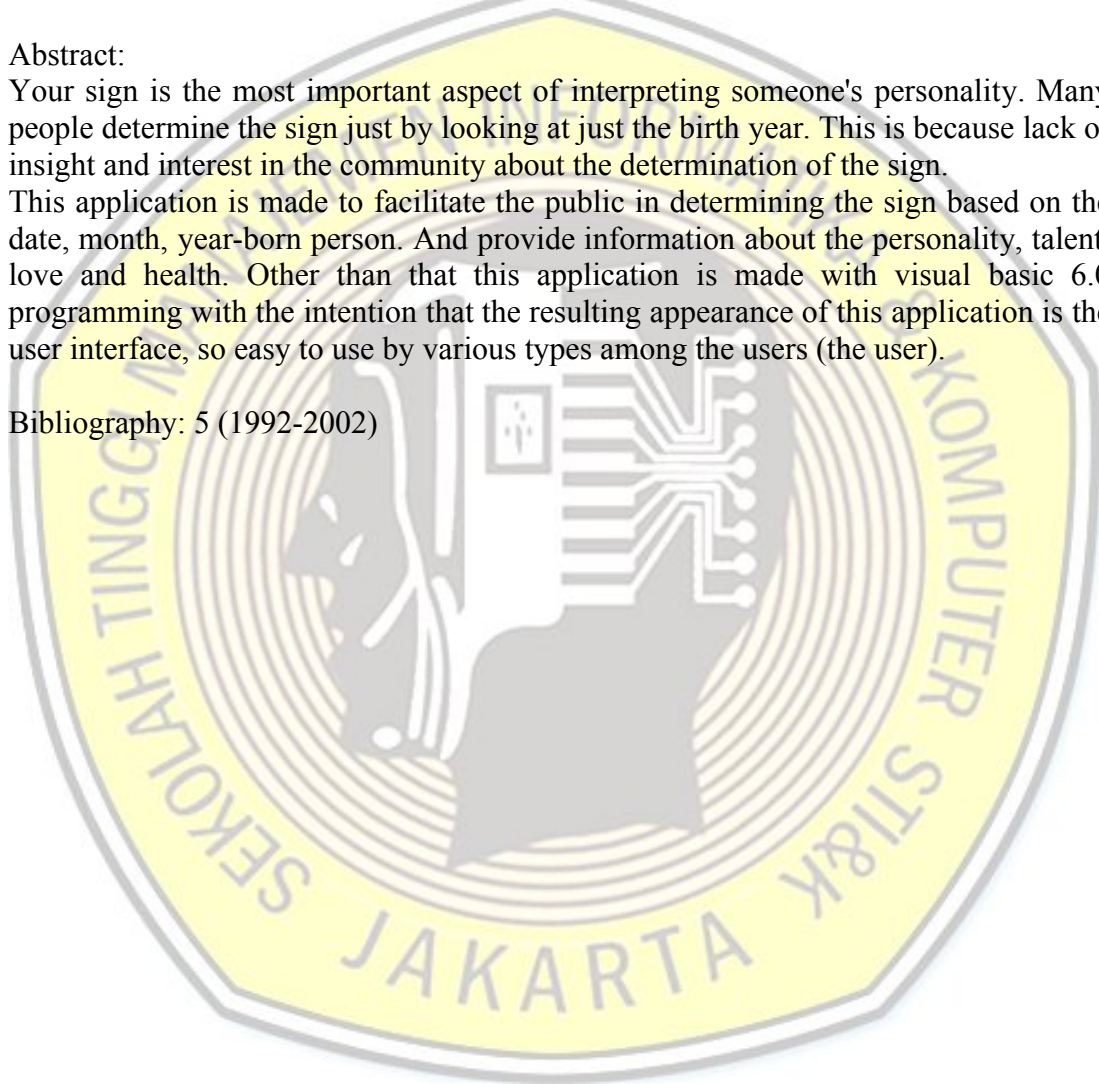 Abstract:
Your sign is the most important aspect of interpreting someone's personality. Many
people determine the sign just by looking at just the birth year. This is because lack o
insight and interest in the community about the determination of the sign.
This application is made to facilitate the public in determining the sign based on the
date, month, year-born person. And provide information about the personality, talent
love and health. Other than that this application is made with visual basic 6.0
programming with the intention that the resulting appearance of this application is the
user interface, so easy to use by various types among the users (the user).
Bibliography: 5 (1992-2002)
SEKOLAH TINGGI MANAJEMEN INFORMATIKA & KOMPUTER STI&K
JAKARTA